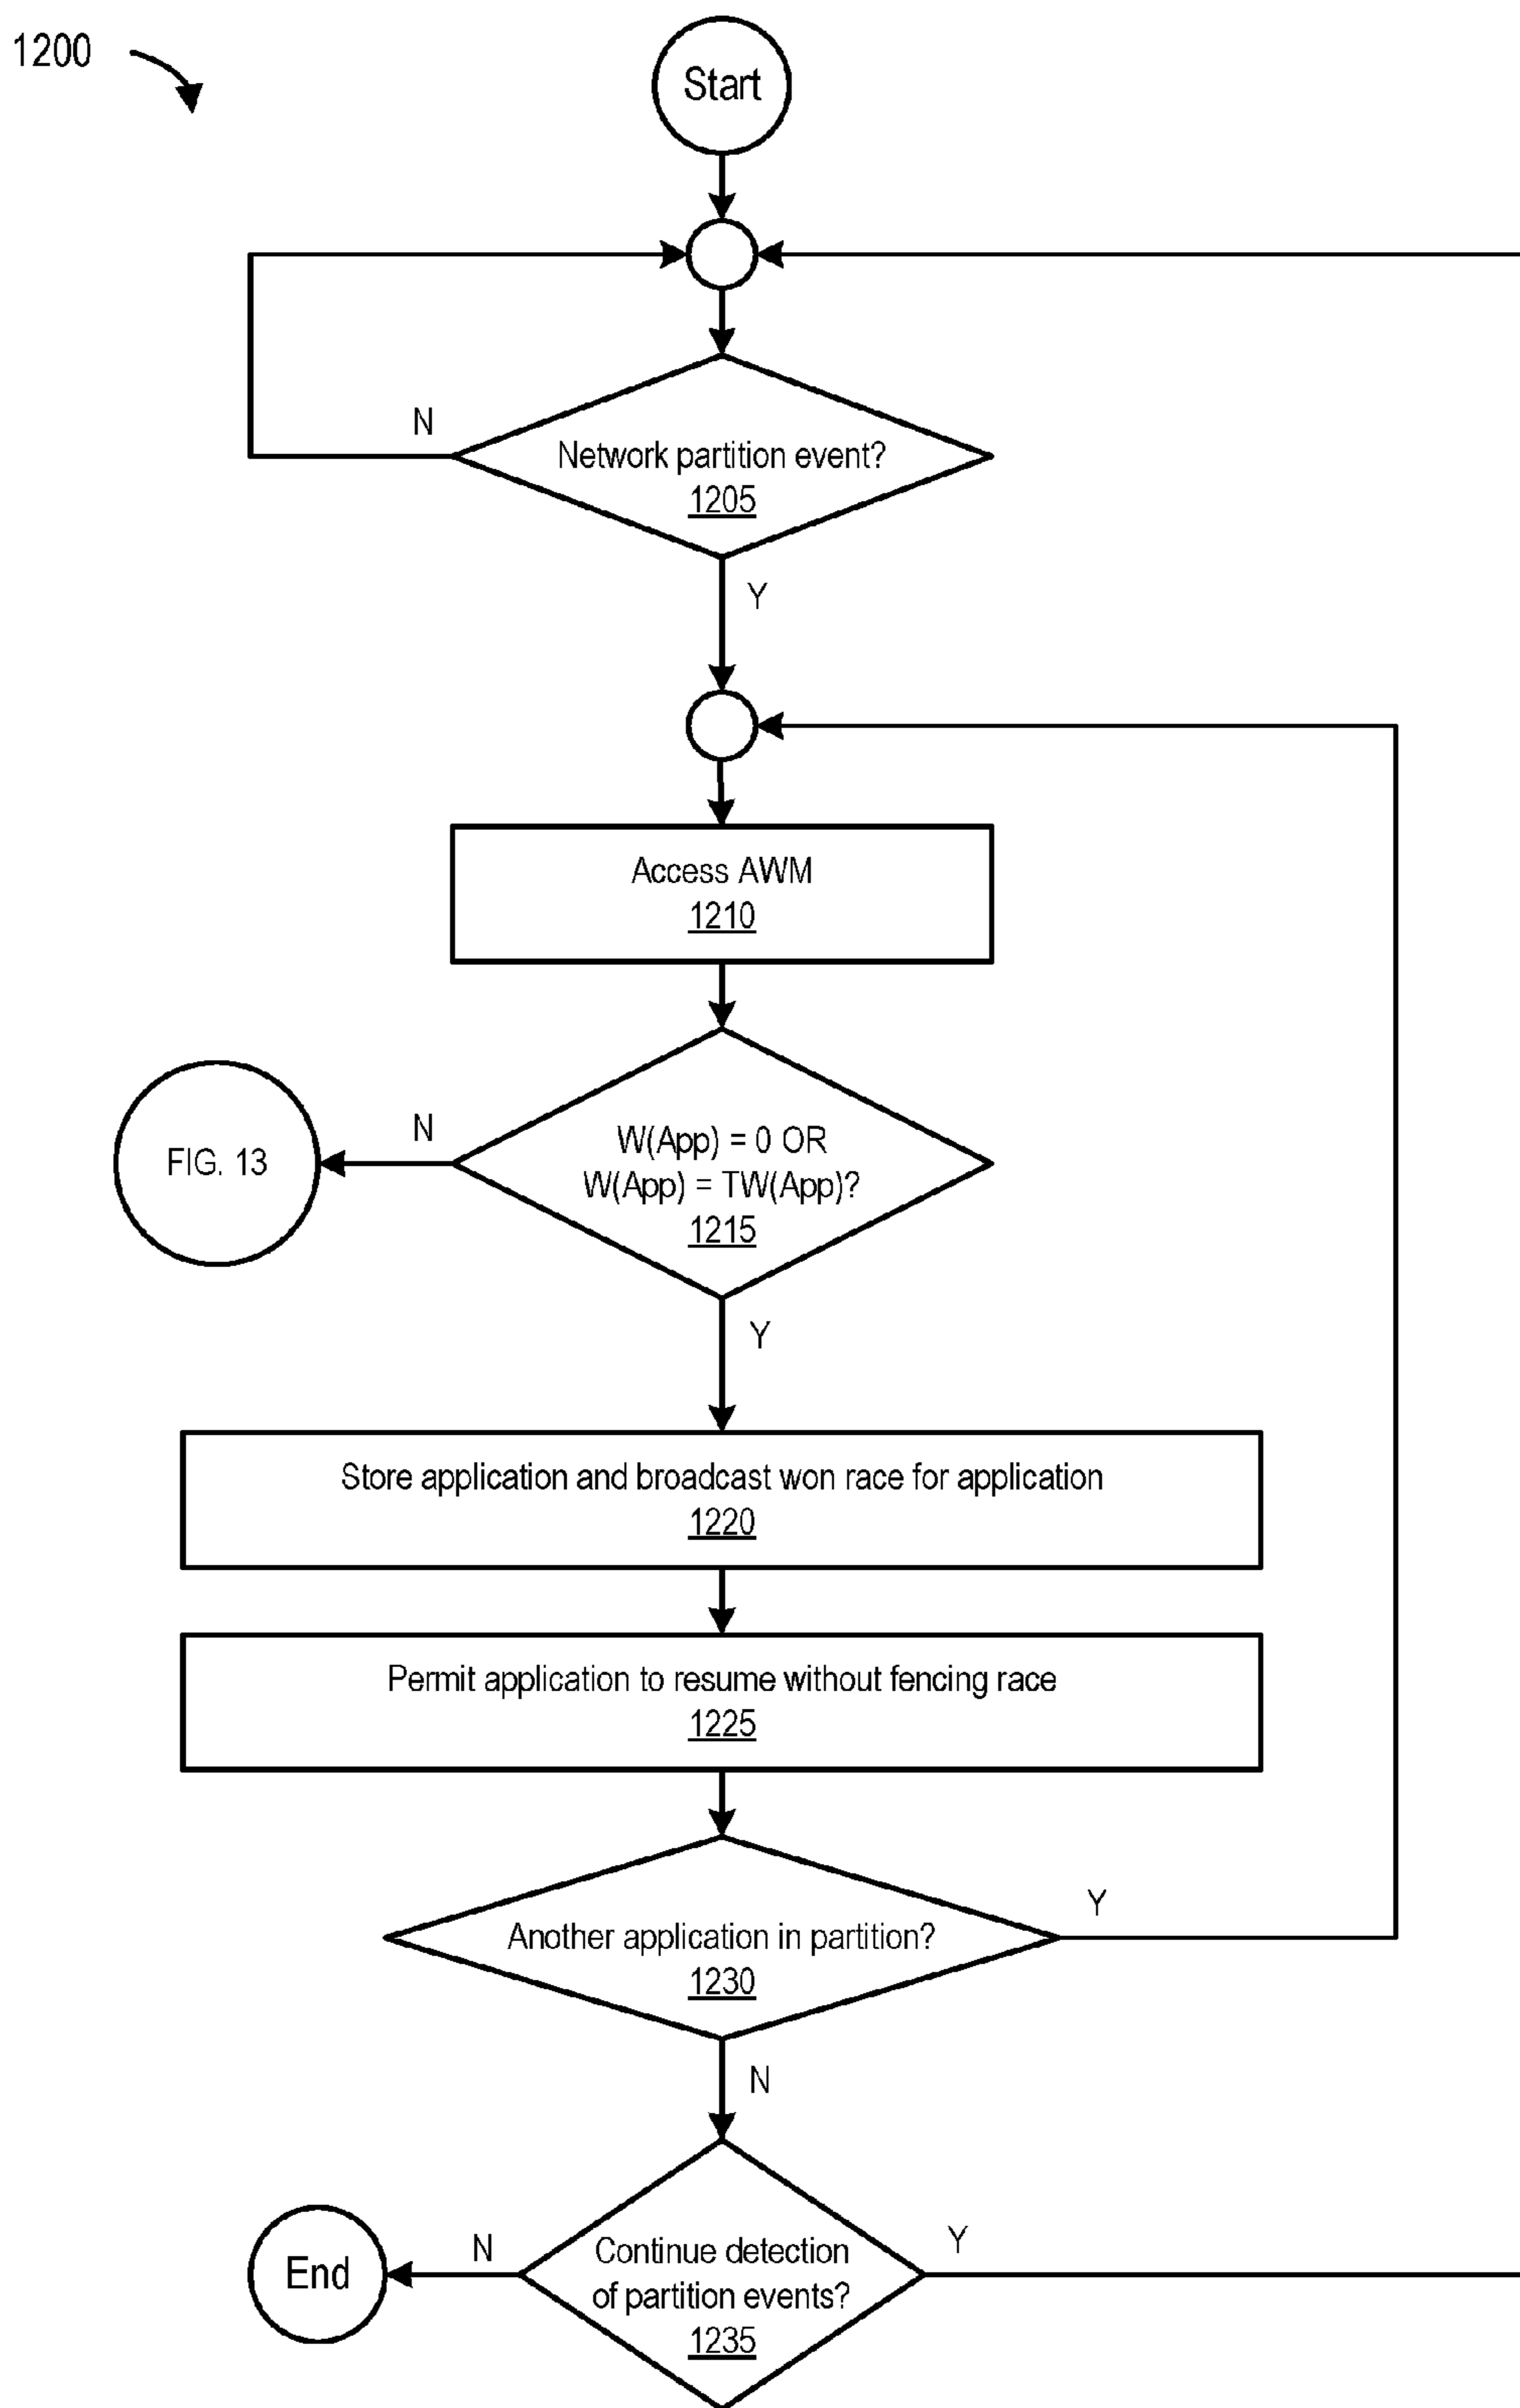 1200
Start
N
Network partition event?
1205
Y
Access AWM
1210
N
FIG. 13
W(App) = 0 OR
W(App) = TW(App)?
1215
Y
Store application and broadcast won race for application
1220
Permit application to resume without fencing race
1225
Y
Another application in partition?
1230
N
End
N
Continue detection
of partition events?
1235
Y